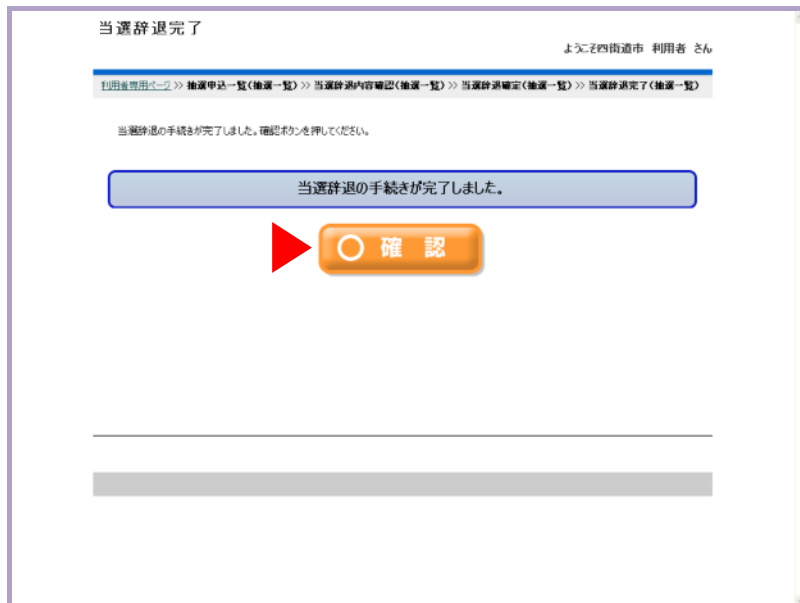 当選辞退完了
ようこそ四街道市 利用者 さん
利用者専用ページ >> 抽選申込一覧(抽選一覧) >> 当選辞退内容確認(抽選一覧) >> 当選辞退確定(抽選一覧) >> 当選辞退完了(抽選一覧)
当選辞退の手続きが完了しました。確認ボタンを押してください。
当選辞退の手続きが完了しました。
確 認